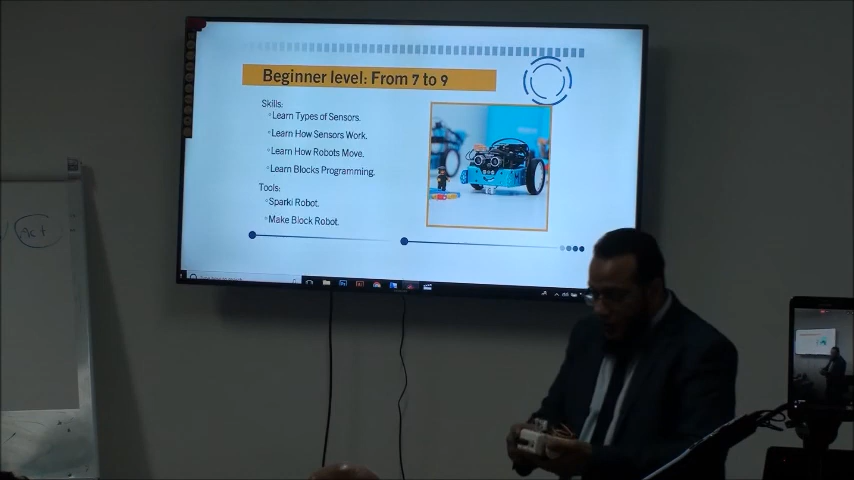 Beginner level: From 7 to 9
Skills:
Learn Types of Sensors.
Learn How Sensors Work.
Learn How Robots Move.
Learn Blocks Programming.
Tools:
Sparki Robot.
Make Block Robot.
Act